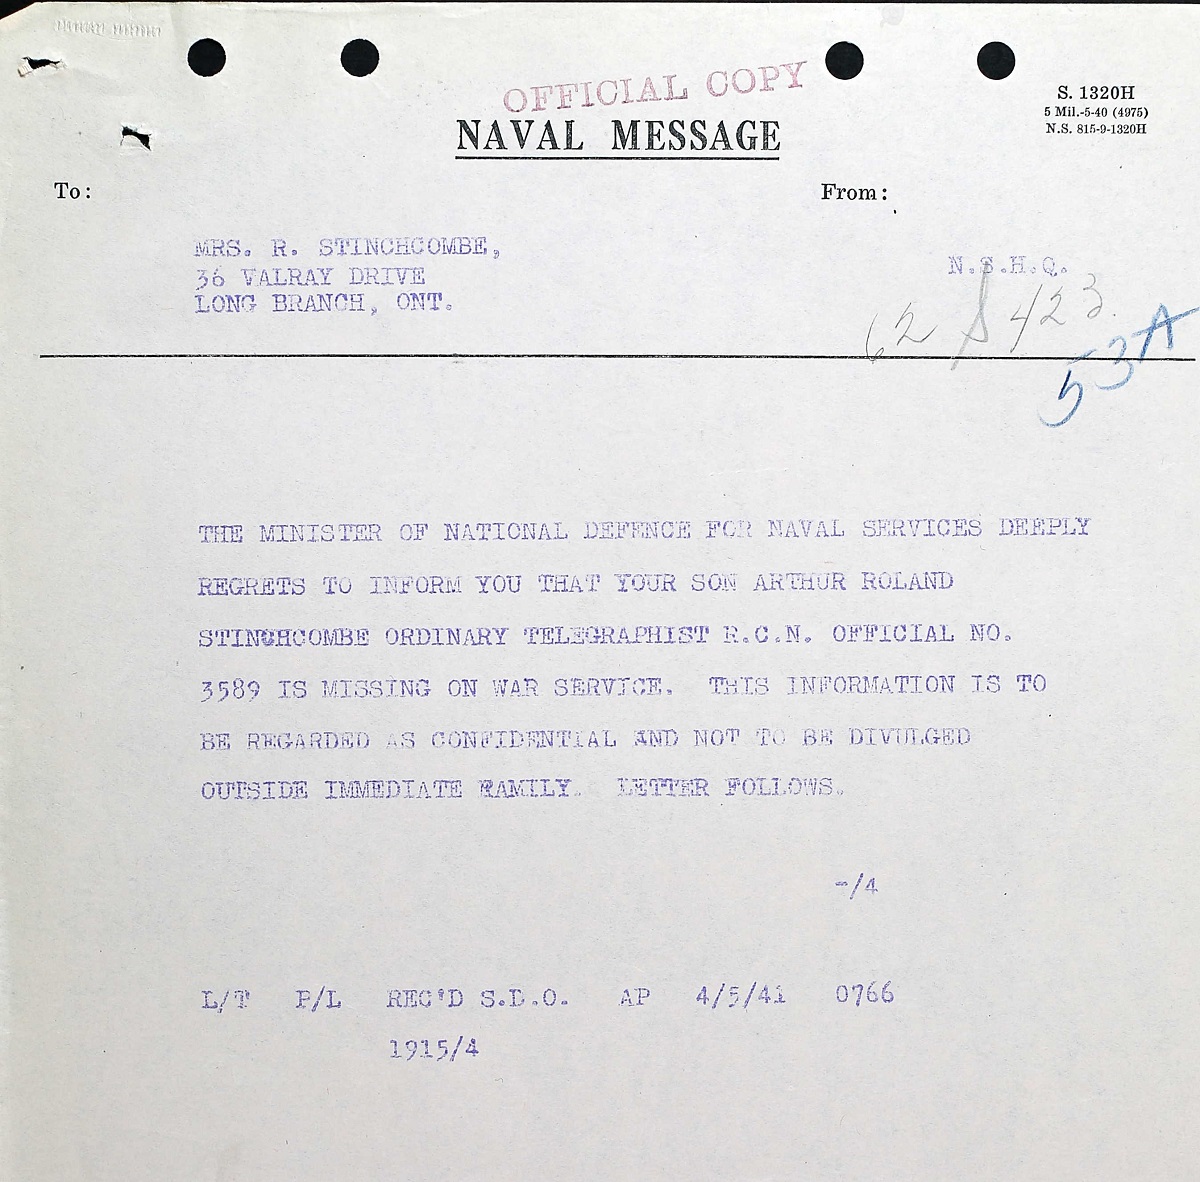 OFFICIAL COPY
NAVAL MESSAGE
S. 1320H
5 Mil.-5-40 (4975)
N.S. 815-9-1320H
To:
From:
MRS. R. STINCHCOMBE,
36 VALRAY DRIVE
LONG BRANCH, ONT.
N.S.H.Q.
62 S 423
53A
THE MINISTER OF NATIONAL DEFENCE FOR NAVAL SERVICES DEEPLY
REGRETS TO INFORM YOU THAT YOUR SON ARTHUR ROLAND
STINCHCOMBE ORDINARY TELEGRAPHIST R.C.N. OFFICIAL NO.
3589 IS MISSING ON WAR SERVICE. THIS INFORMATION IS TO
BE REGARDED AS CONFIDENTIAL AND NOT TO BE DIVULGED
OUTSIDE IMMEDIATE FAMILY. LETTER FOLLOWS.
-/4
L/T P/L REC'D S.D.O. AP 4/5/41 0766
1915/4